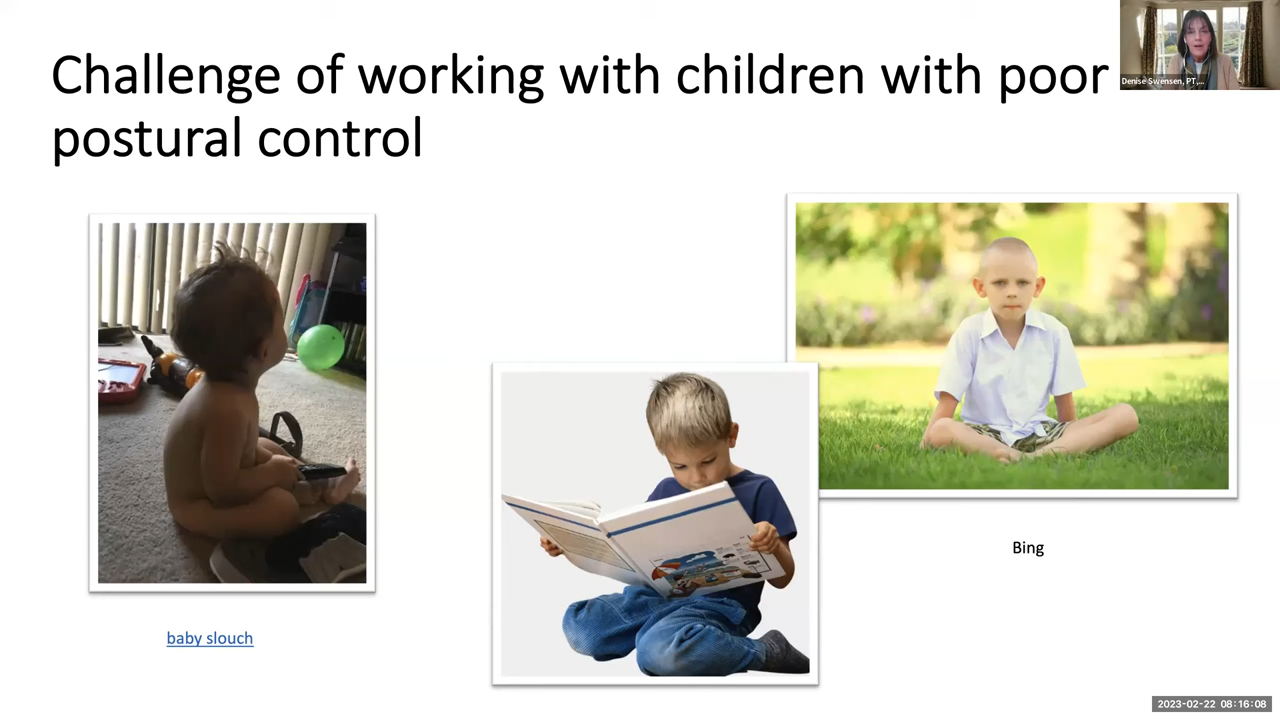 Challenge of working with children with poor
postural control
Denise Swensen, PT,...
baby slouch
Bing
2023-02-22 08:16:08